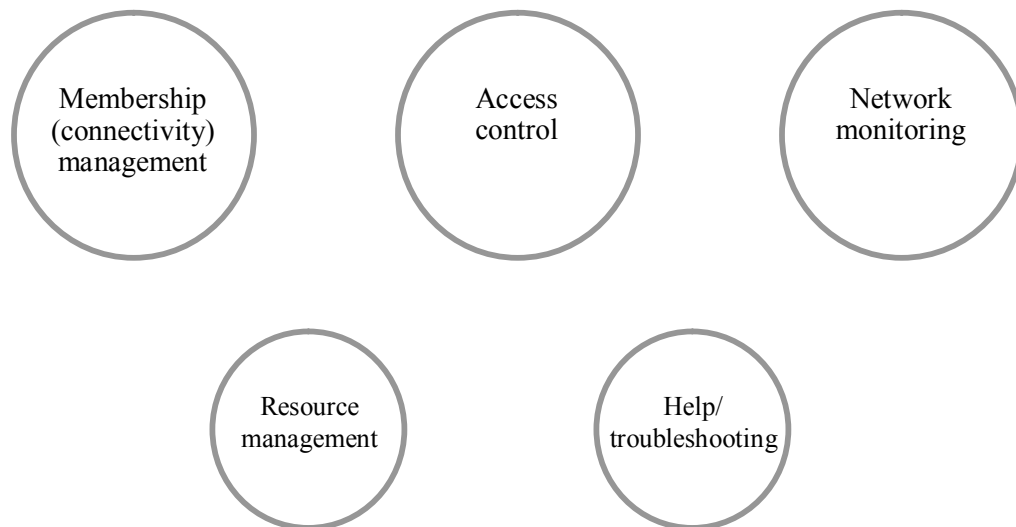 Membership
(connectivity)
management
Access
control
Network
monitoring
Resource
management
Help/
troubleshooting